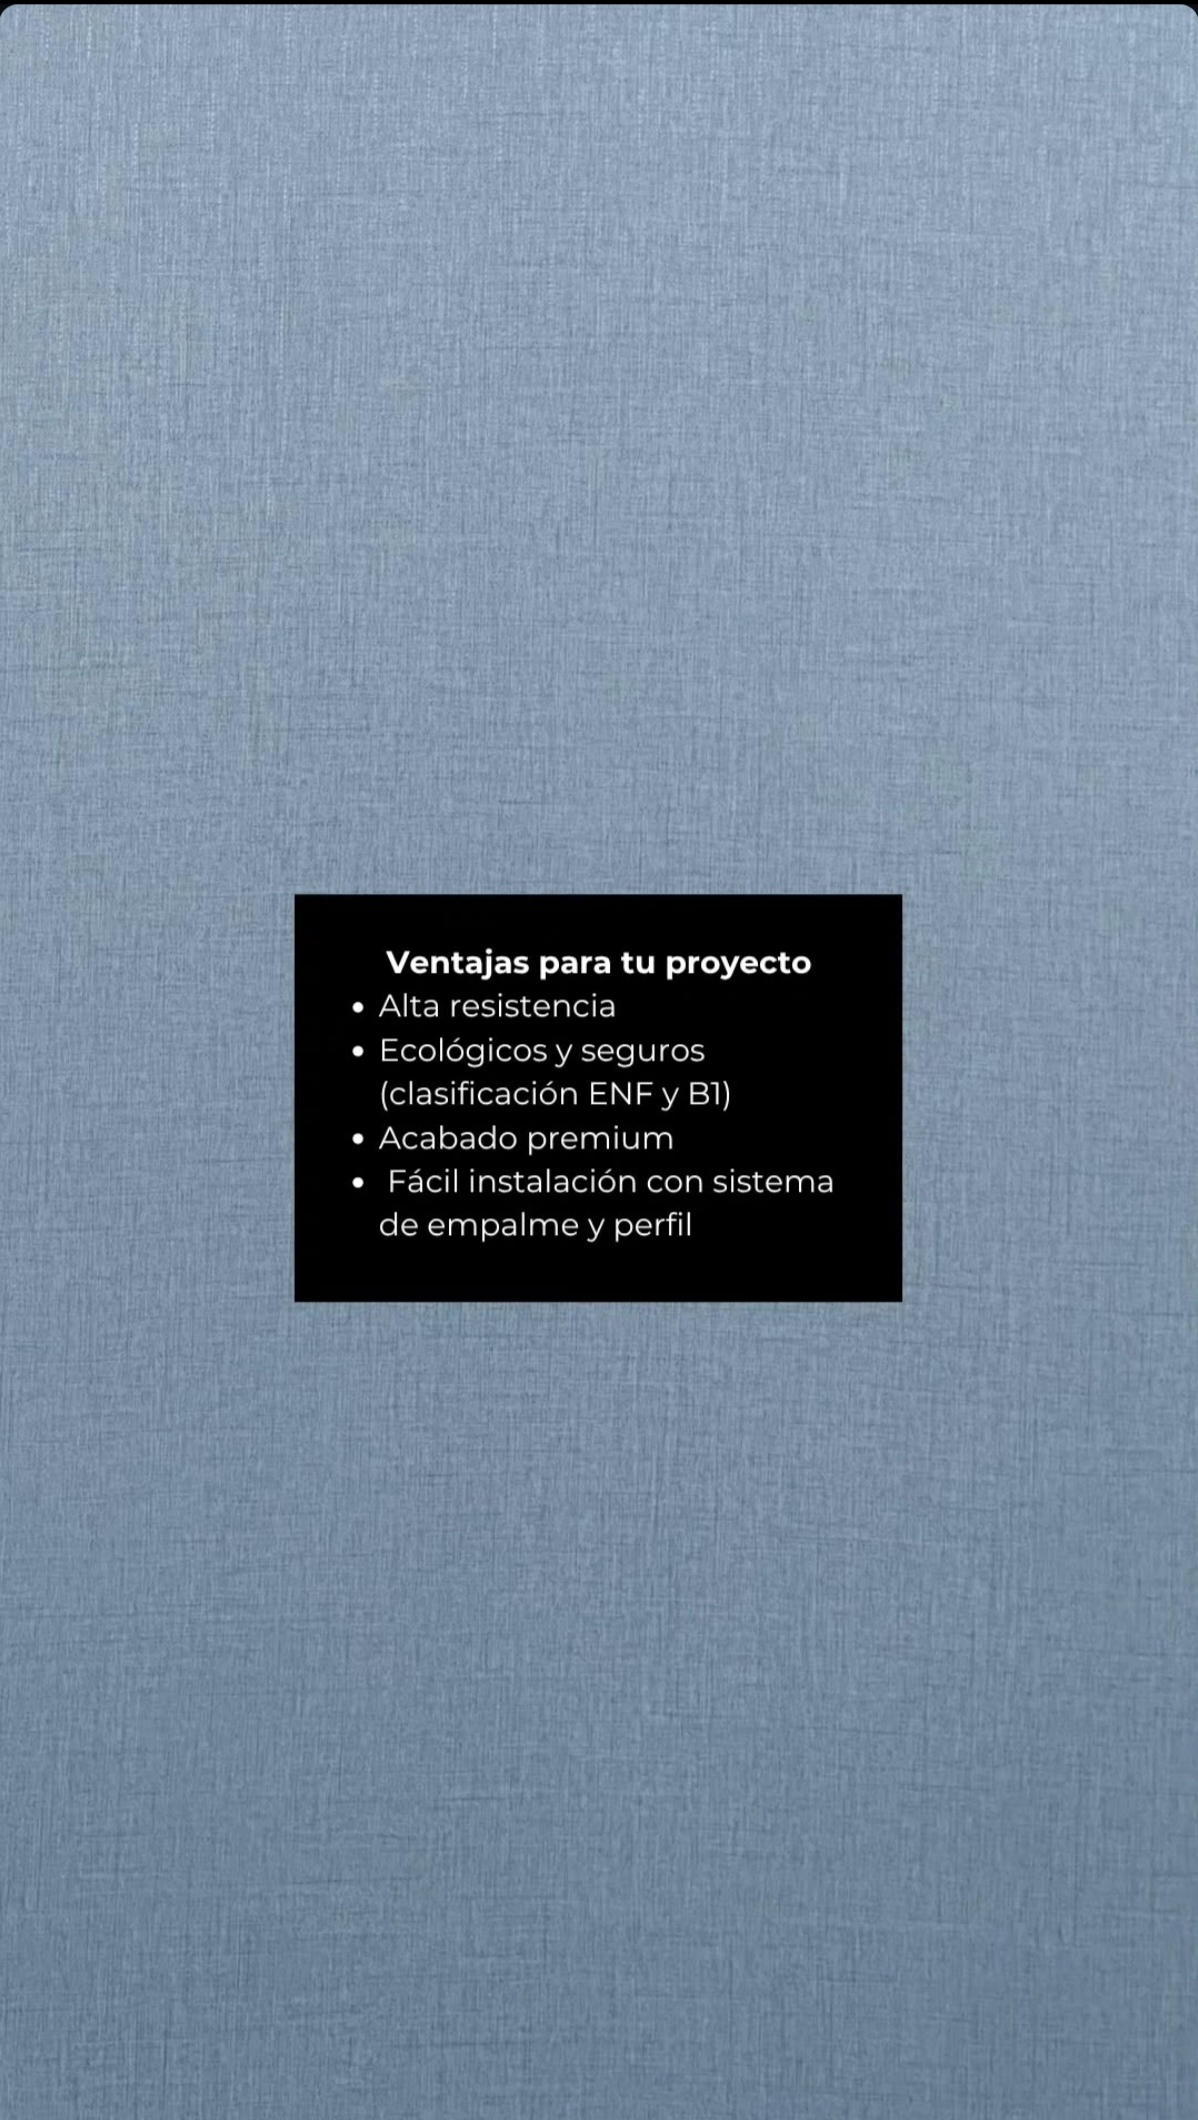 Ventajas para tu proyecto
• Alta resistencia
• Ecológicos y seguros
(clasificación ENF y B1)
• Acabado premium
• Fácil instalación con sistema
de empalme y perfil